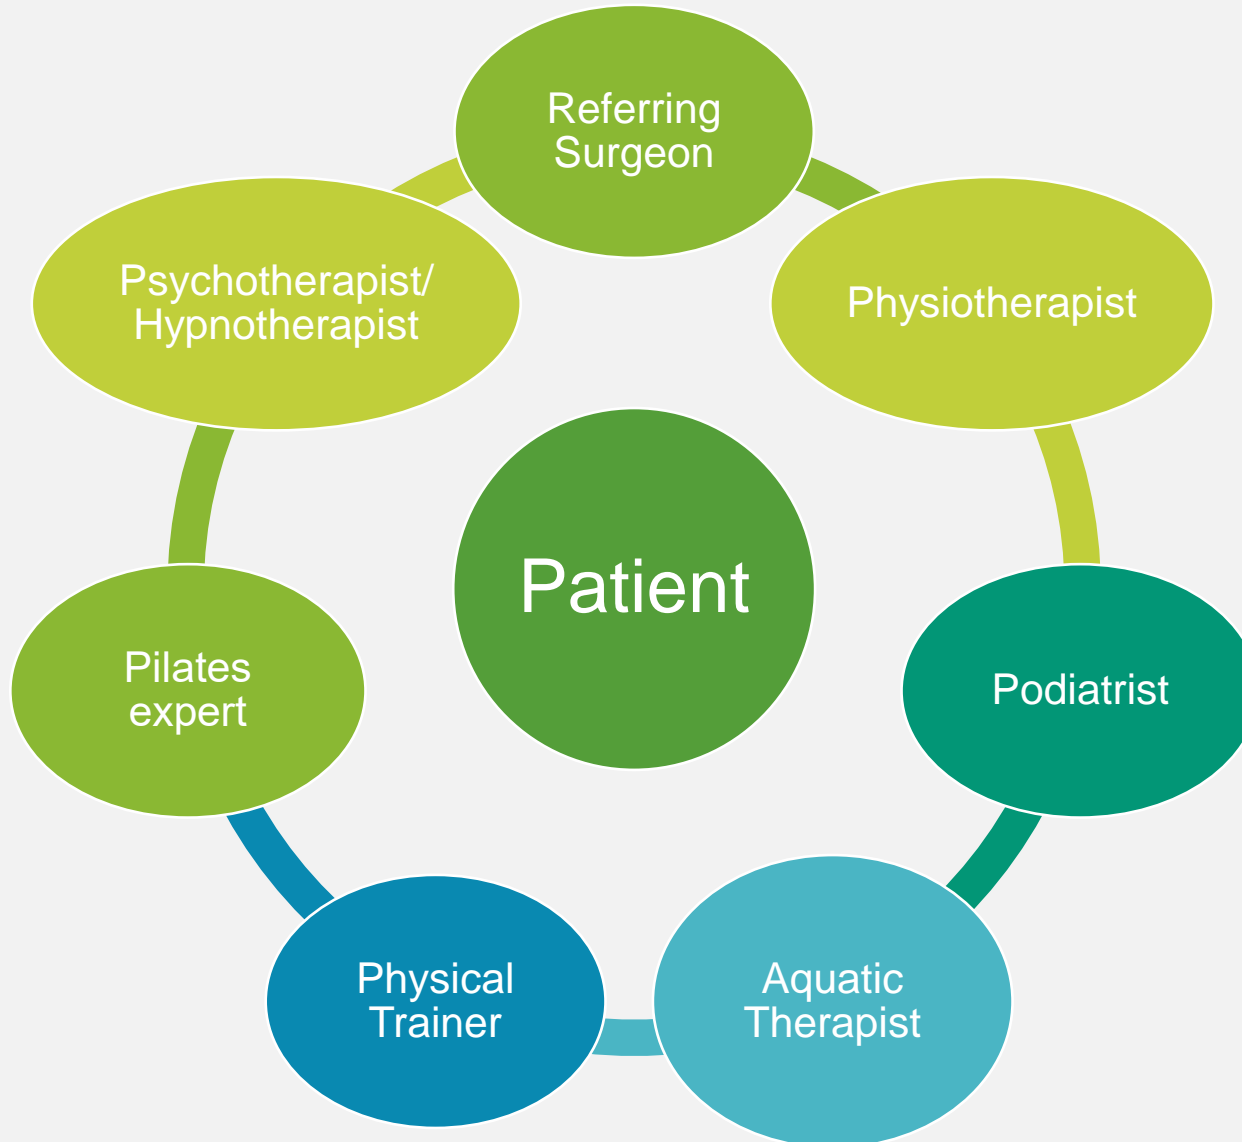 Referring
Surgeon
Physiotherapist
Podiatrist
Aquatic
Therapist
Physical
Trainer
Pilates
expert
Psychotherapist/
Hypnotherapist
Patient